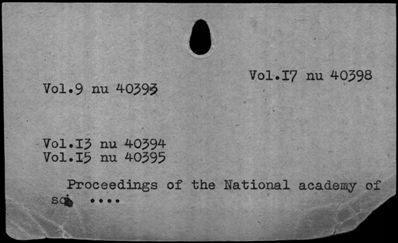 Vol.17 nu 40398
Vol.9 nu 40393
Vol.13 nu 40394
Vol.15 nu 40395
Proceedings of the National academy of
sci ....